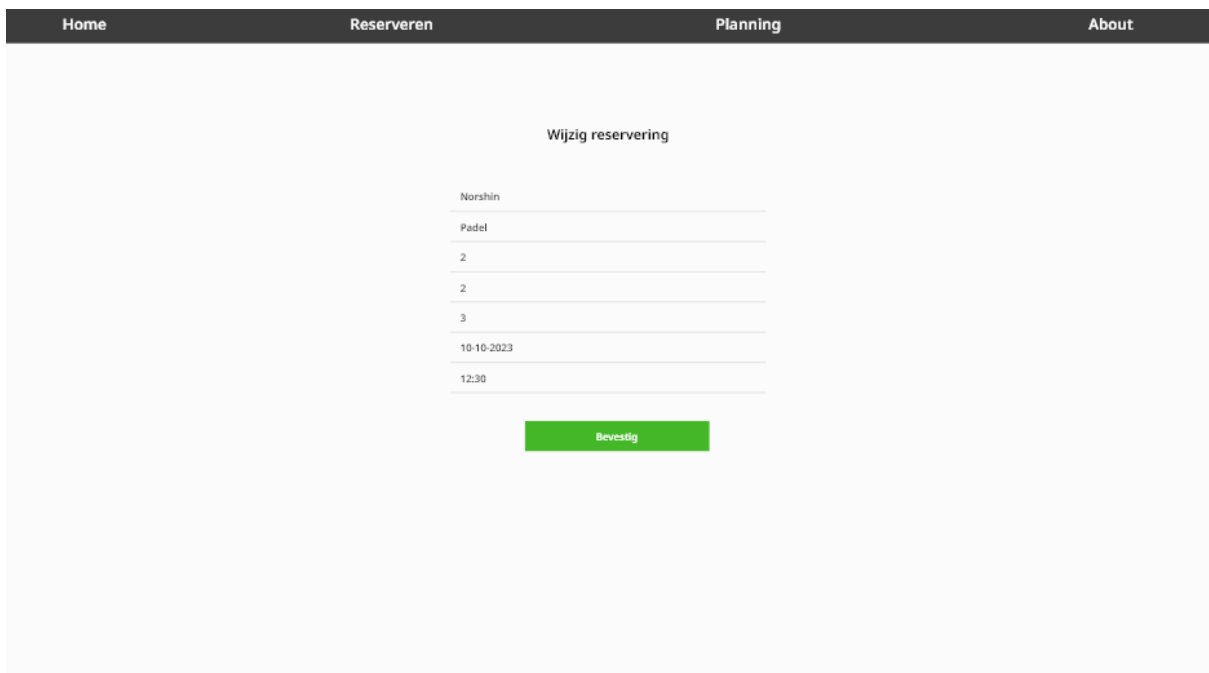 Home Reserveren Planning About
Wijzig reservering
Norshin
Padel
2
2
3
10-10-2023
12:30
Bevestig